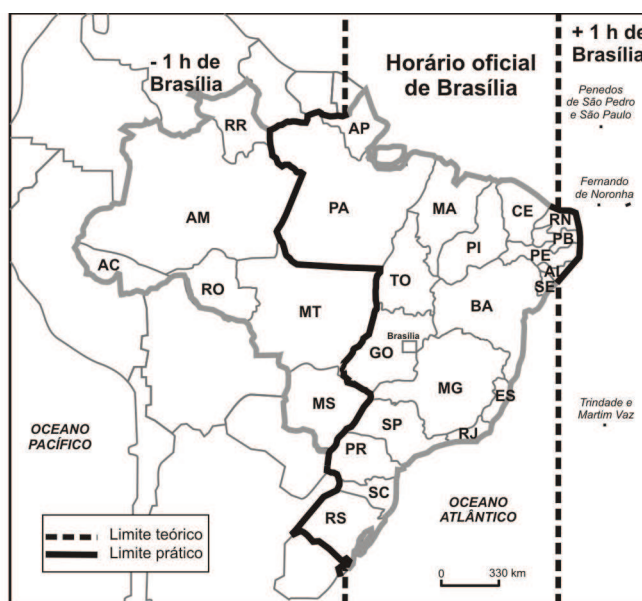 - 1 h de
Brasília
Horário oficial
de Brasília
+ 1 h de
Brasília
Penedos
de São Pedro
e São Paulo
Fernando
de Noronha
Trindade e
Martim Vaz
RR
AP
AM
PA
MA
CE
RN
PB
PI
PE
AL
SE
AC
RO
TO
BA
MT
Brasília
GO
MG
ES
MS
SP
RJ
PR
SC
RS
OCEANO
PACÍFICO
OCEANO
ATLÂNTICO
Limite teórico
Limite prático
0 330 km